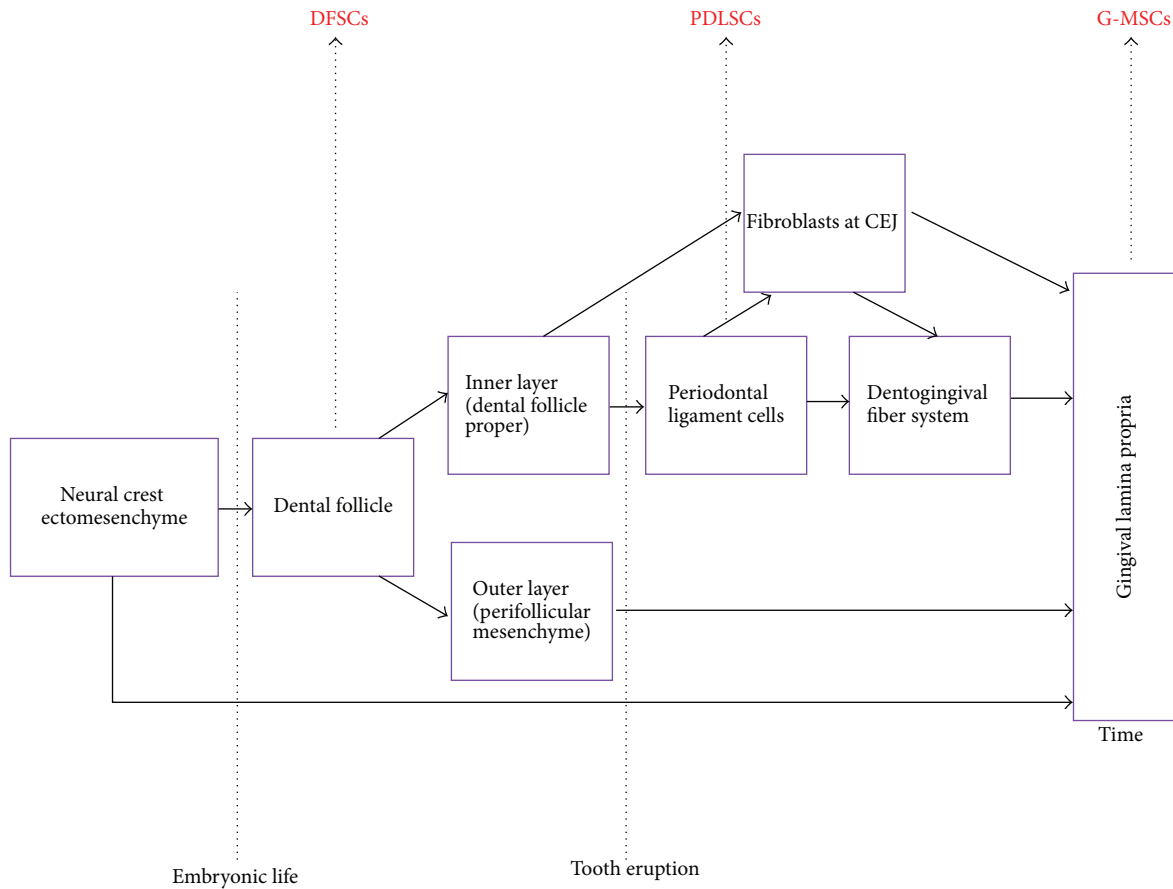 DFSCs
PDLSCs
G-MSCs
Fibroblasts at CEJ
Inner layer
(dental follicle
proper)
Periodontal
ligament cells
Dentogingival
fiber system
Neural crest
ectomesenchyme
Dental follicle
Outer layer
(perifollicular
mesenchyme)
Gingival lamina propria
Time
Embryonic life
Tooth eruption